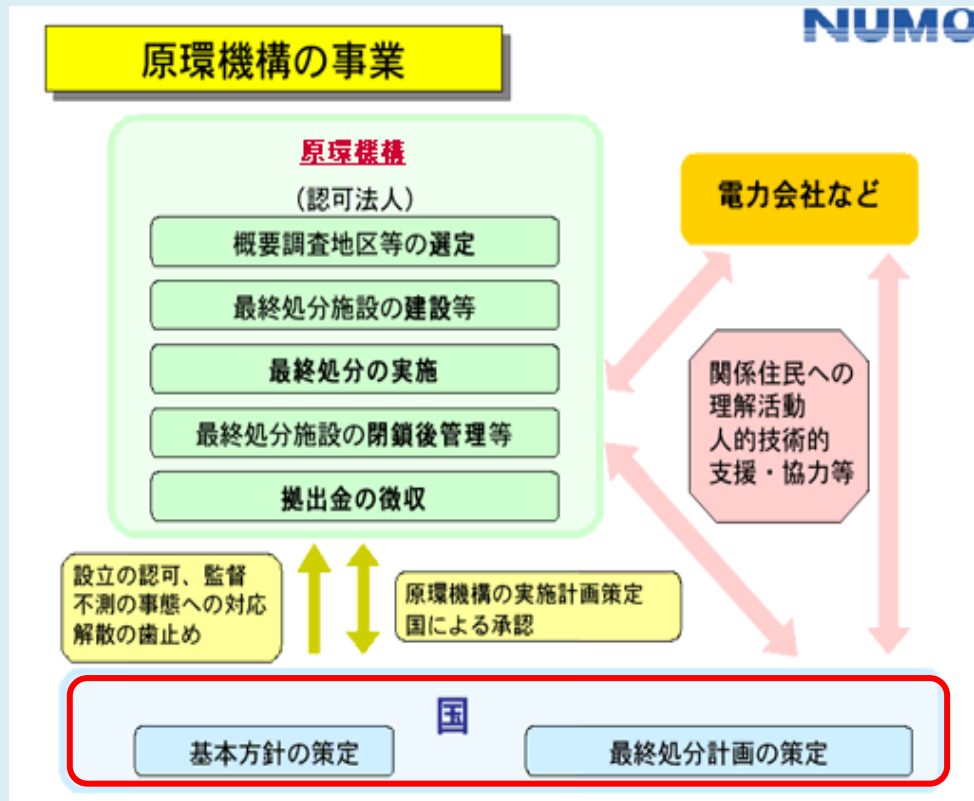 NUMO
原環機構の事業
原環機構
(認可法人)
概要調査地区等の選定
最終処分施設の建設等
最終処分の実施
最終処分施設の閉鎖後管理等
拠出金の徴収
電力会社など
関係住民への
理解活動
人的技術的
支援・協力等
設立の認可、監督
不測の事態への対応
解散の歯止め
原環機構の実施計画策定
国による承認
国
基本方針の策定
最終処分計画の策定